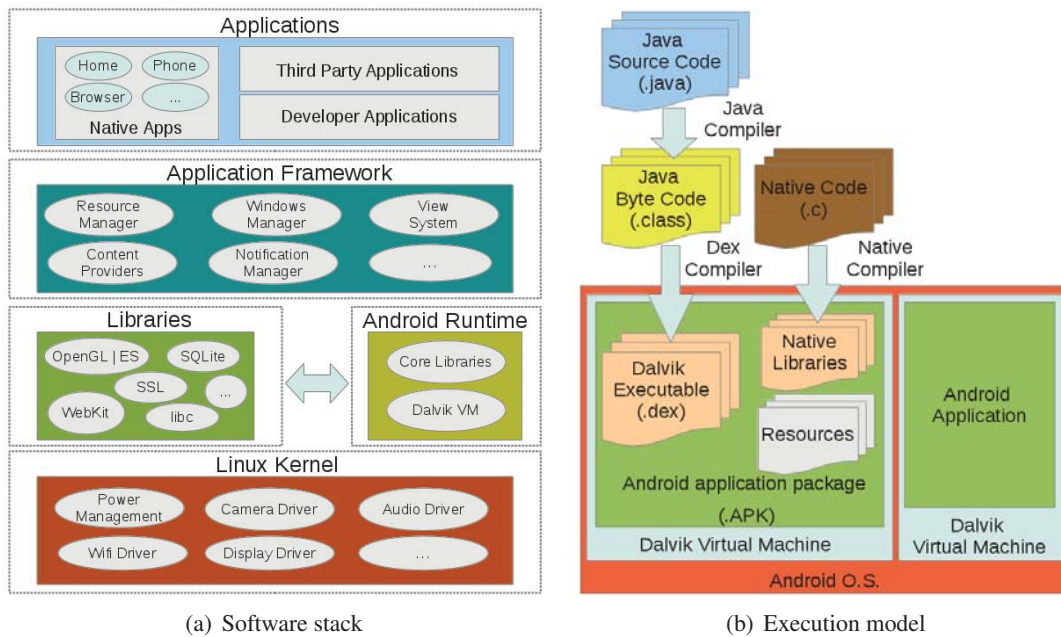 Applications
Home
Phone
Browser
...
Native Apps
Third Party Applications
Developer Applications
Application Framework
Resource
Manager
Windows
Manager
View
System
Content
Providers
Notification
Manager
...
Libraries
OpenGL | ES
SQLite
SSL
...
WebKit
libc
Android Runtime
Core Libraries
Dalvik VM
Linux Kernel
Power
Management
Camera Driver
Audio Driver
Wifi Driver
Display Driver
...
(a) Software stack
Java
Source Code
(.java)
Java
Compiler
Java
Byte Code
(.class)
Native Code
(.c)
Dex
Compiler
Native
Compiler
Dalvik
Executable
(.dex)
Native
Libraries
Resources
Android application package
(.APK)
Dalvik Virtual Machine
Android
Application
Dalvik
Virtual Machine
Android O.S.
(b) Execution model